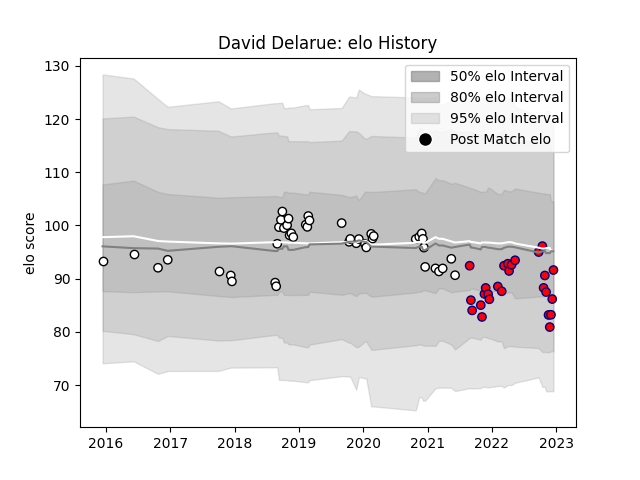 David Delarue: elo History
130
120
110
100
90
80
70
elo score
50% elo Interval
80% elo Interval
95% elo Interval
Post Match elo
2016 2017 2018 2019 2020 2021 2022 2023